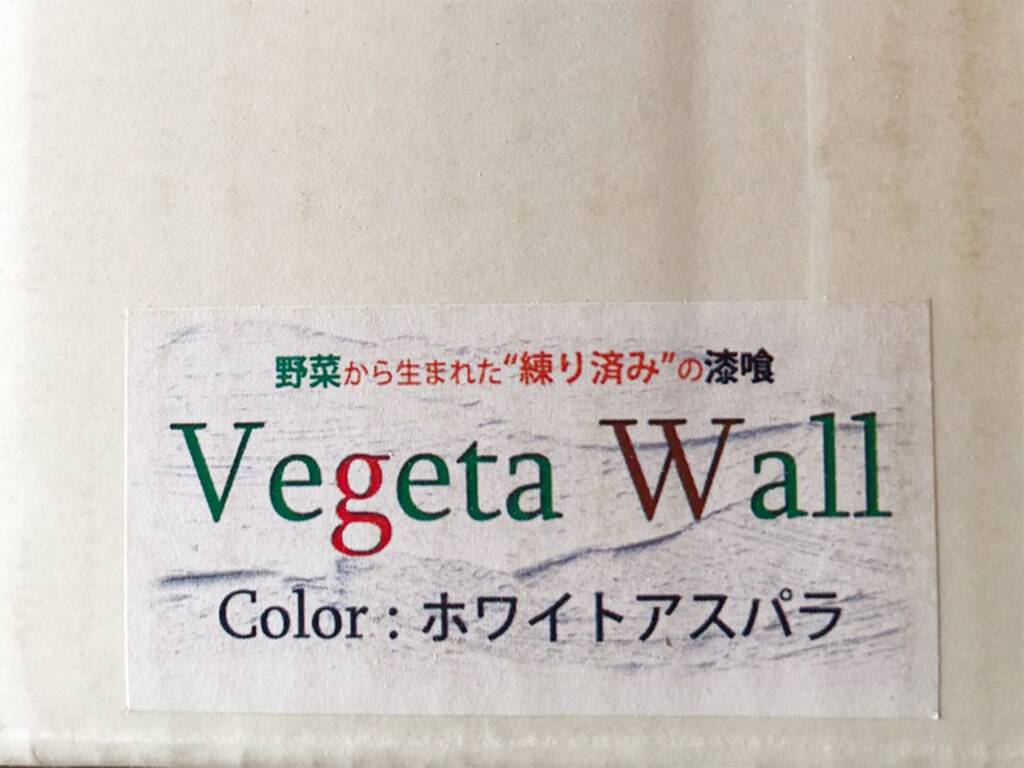 野菜から生まれた“練り済み”の漆喰
Vegeta Wall
Color : ホワイトアスパラ